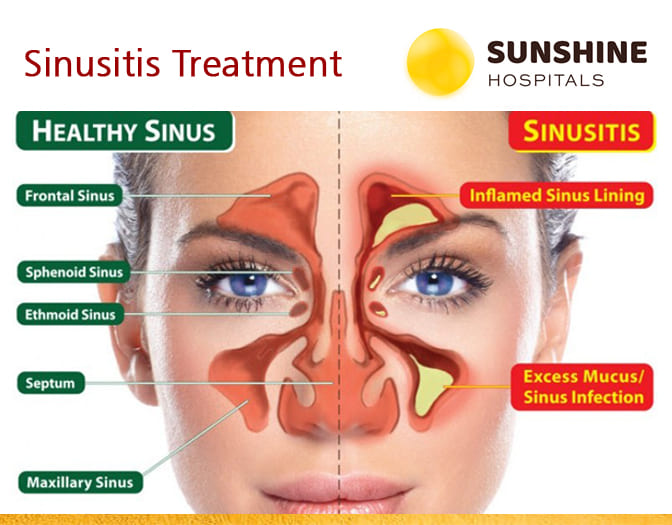 Sinusitis Treatment
SUNSHINE
HOSPITALS
HEALTHY SINUS
SINUSITIS
Frontal Sinus
Inflamed Sinus Lining
Sphenoid Sinus
Ethmoid Sinus
Septum
Excess Mucus/
Sinus Infection
Maxillary Sinus